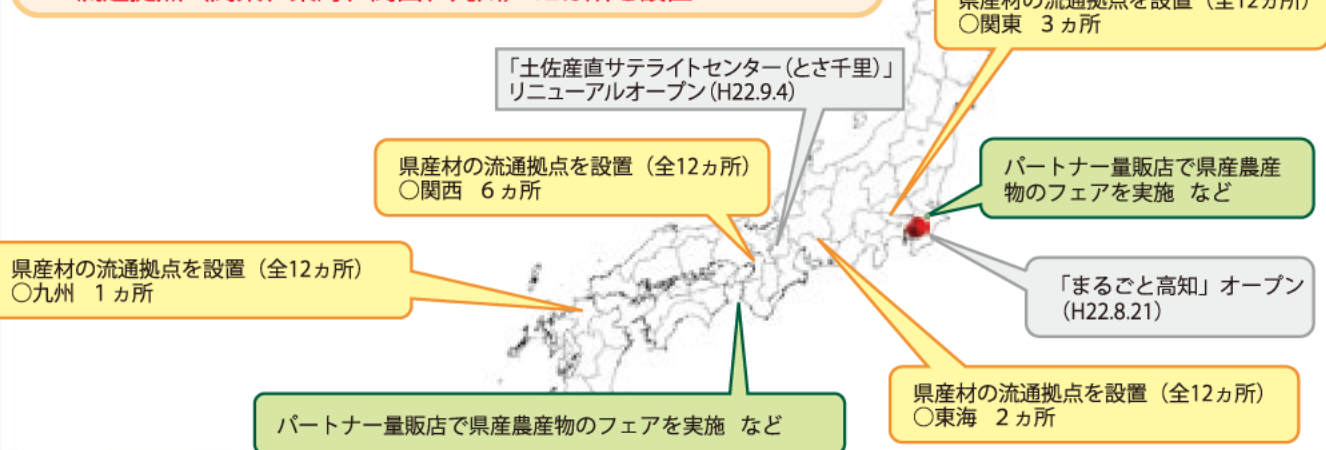 県産材の流通拠点を設置（全12ヵ所）
○関東 3ヵ所
「土佐産直サテライトセンター（とさ千里）」
リニューアルオープン（H22.9.4）
県産材の流通拠点を設置（全12ヵ所）
○関西 6ヵ所
パートナー量販店で県産農産
物のフェアを実施 など
県産材の流通拠点を設置（全12ヵ所）
○九州 1ヵ所
「まるごと高知」オープン
（H22.8.21）
県産材の流通拠点を設置（全12ヵ所）
○東海 2ヵ所
パートナー量販店で県産農産物のフェアを実施 など